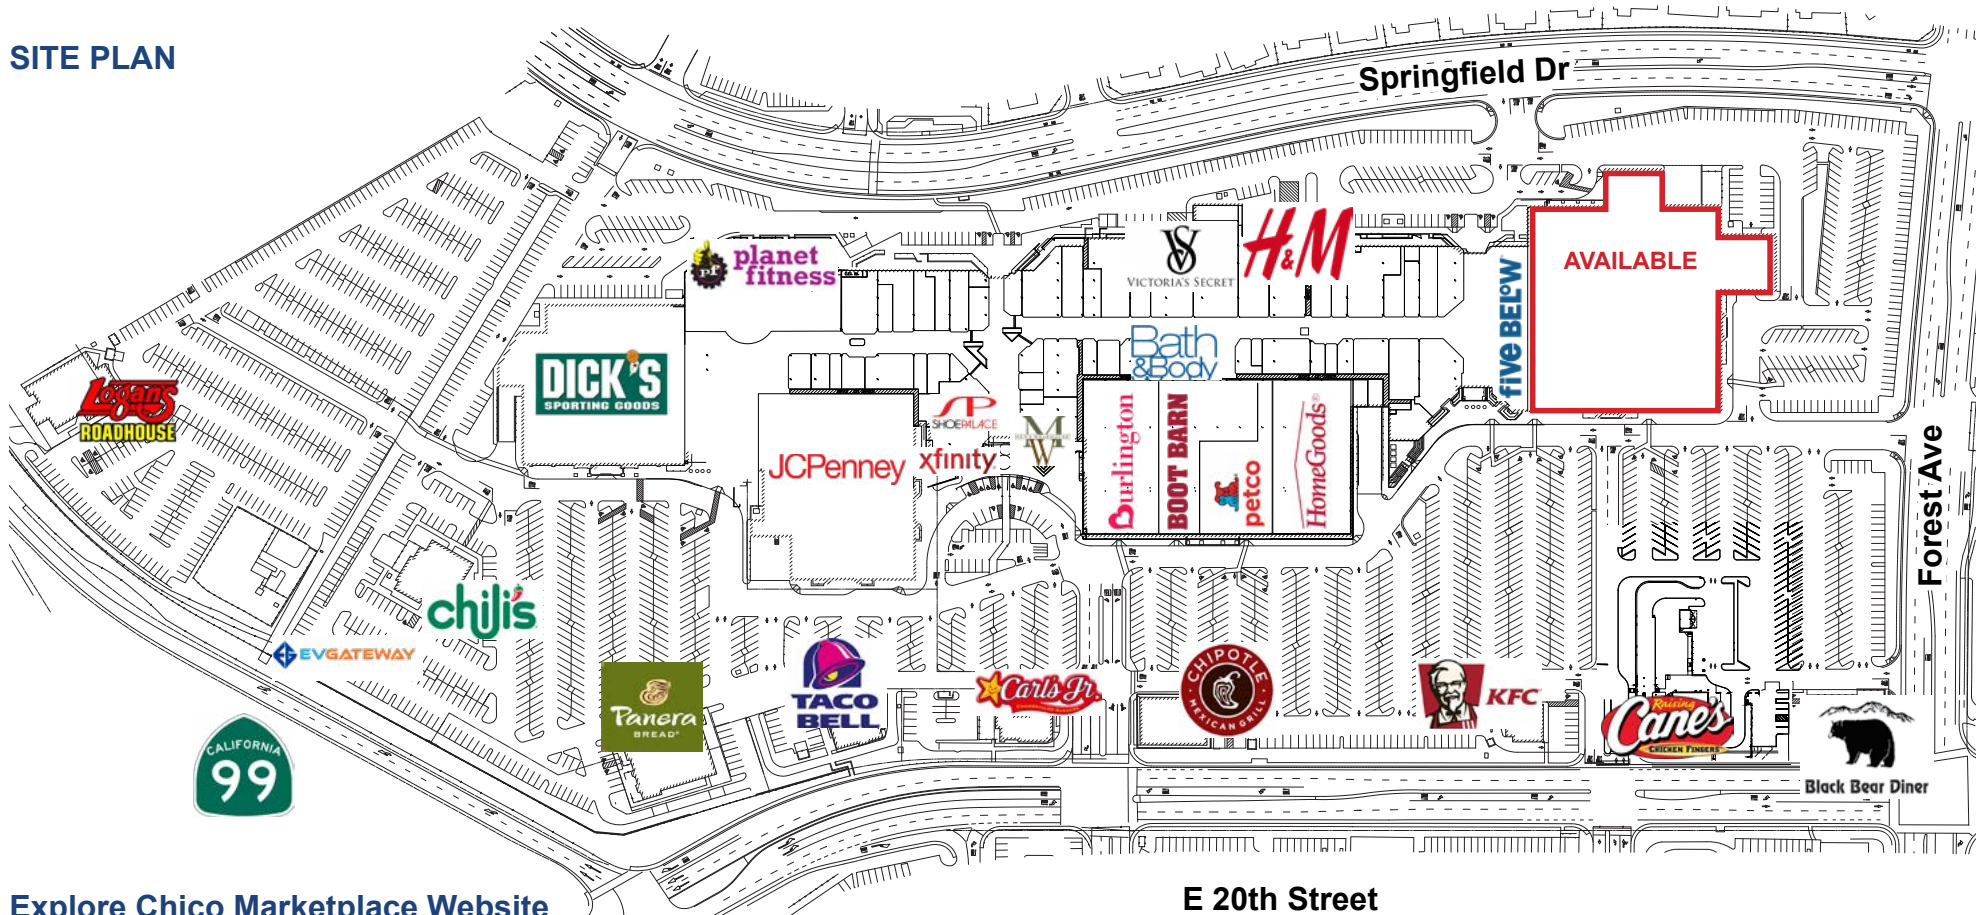 SITE PLAN
Springfield Dr
planet
fitness
VICTORIA'S SECRET
H&M
AVAILABLE
five BELOW
Bath
&Body
DICK'S
SPORTING GOODS
Logan's
ROADHOUSE
SHOEPALACE
MW
xfinity
JCPenney
Burlington
BOOT BARN
petco
HomeGoods®
Forest Ave
chili's
EVGATEWAY
Panera
BREAD®
TACO
BELL
Carl's Jr.
CHIPOTLE
MEXICAN GRILL
KFC
Raising
Cane's
CHICKEN FINGERS
Black Bear Diner
CALIFORNIA
99
E 20th Street
Explore Chico Marketplace Website